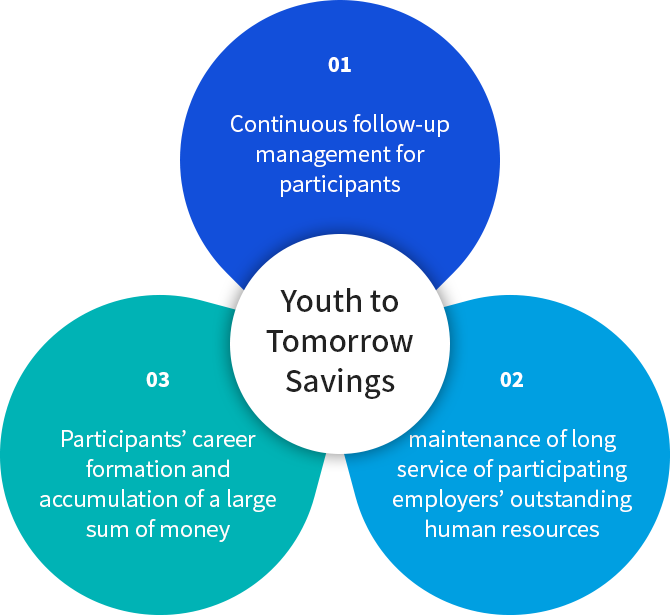 01
Continuous follow-up
management for
participants
Youth to
Tomorrow
Savings
03
Participants’ career
formation and
accumulation of a large
sum of money
02
maintenance of long
service of participating
employers’ outstanding
human resources